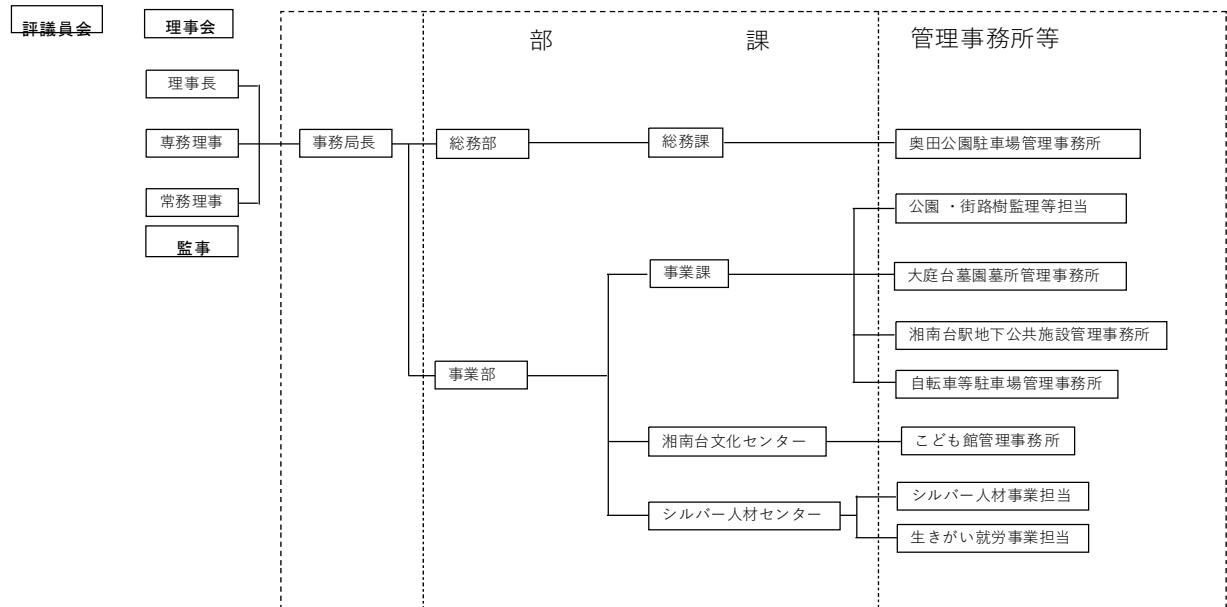 評議員会
理事会
部
課
管理事務所等
理事長
専務理事
事務局長
総務部
総務課
奥田公園駐車場管理事務所
常務理事
公園 ・街路樹監理等担当
監事
事業課
大庭台墓園墓所管理事務所
湘南台駅地下公共施設管理事務所
事業部
自転車等駐車場管理事務所
湘南台文化センター
こども館管理事務所
シルバー人材事業担当
シルバー人材センター
生きがい就労事業担当